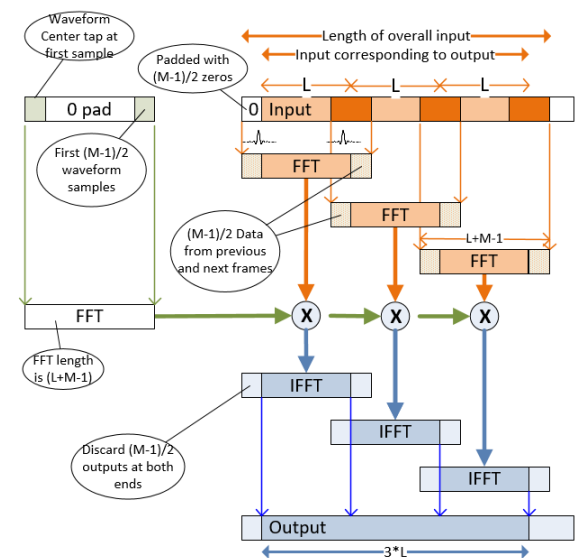 Waveform
Center tap at
first sample
Length of overall input
Input corresponding to output
Padded with
(M-1)/2 zeros
L
L
L
0 pad
0
Input
First (M-1)/2
waveform
samples
FFT
FFT
(M-1)/2 Data
from previous
and next frames
L+M-1
FFT
FFT
X
X
X
FFT length
is (L+M-1)
IFFT
IFFT
Discard (M-1)/2
outputs at both
ends
IFFT
Output
3*L